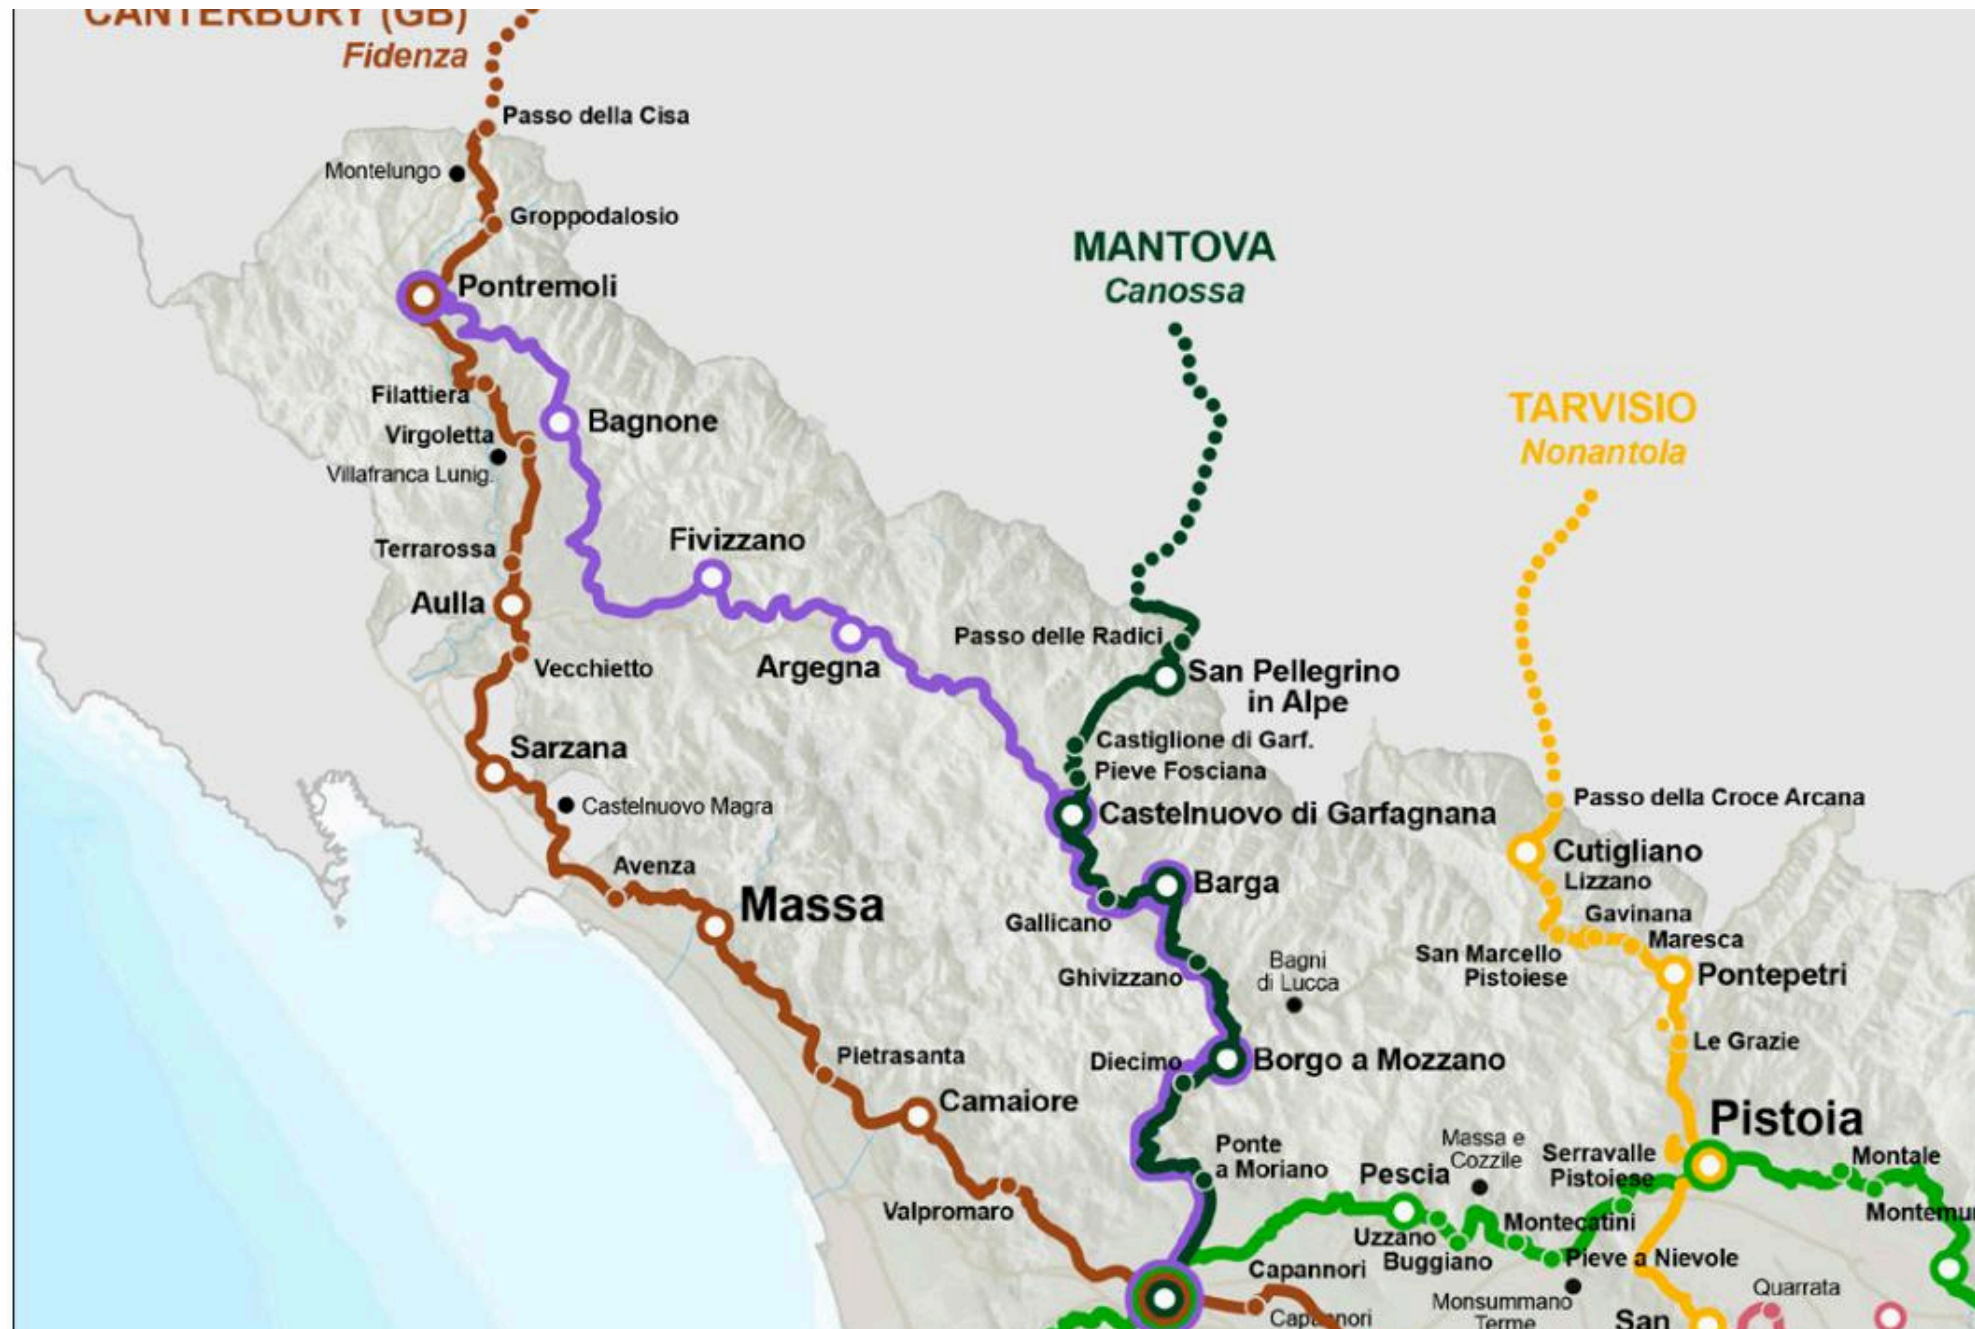 CANTERBURY (GB)
Fidenza
Passo della Cisa
Montelungo
Groppodalosio
MANTOVA
Canossa
Pontremoli
Filattiera
TARVISIO
Nonantola
Bagnone
Virgoletta
Villafranca Lunig.
Fivizzano
Terrarossa
Aulla
Passo delle Radici
Vecchietto
Argegna
San Pellegrino
in Alpe
Sarzana
Castiglione di Garf.
Pieve Fosciana
Castelnuovo Magra
Passo della Croce Arcana
Castelnuovo di Garfagnana
Cutigliano
Avenza
Barga
Lizzano
Massa
Gallicano
Gavinana
Maresca
San Marcello
Pistoiese
Bagni
di Lucca
Ghivizzano
Pontepetri
Le Grazie
Pietrasanta
Diecimo
Borgo a Mozzano
Camaiore
Pistoia
Ponte
a Moriano
Massa e
Cozzile
Serravalle
Pistoiese
Montale
Pescia
Valpromaro
Montecatini
Uzzano
Buggiano
Pieve a Nievole
Capannori
Quarrata
Monsummano
Terme
Capannori
San